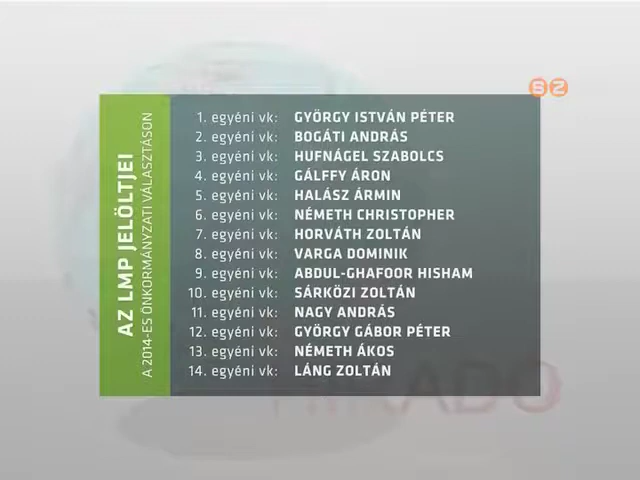 sz
AZ LMP JELÖLTJEI
A 2014-ES ÖNKORMÁNYZATI VÁLASZTÁSON
1. egyéni vk: GYÖRGY ISTVÁN PÉTER
2. egyéni vk: BOGÁTI ANDRÁS
3. egyéni vk: HUFNÁGEL SZABOLCS
4. egyéni vk: GÁLFFY ÁRON
5. egyéni vk: HALÁSZ ÁRMIN
6. egyéni vk: NÉMETH CHRISTOPHER
7. egyéni vk: HORVÁTH ZOLTÁN
8. egyéni vk: VARGA DOMINIK
9. egyéni vk: ABDUL-GHAFOOR HISHAM
10. egyéni vk: SÁRKÖZI ZOLTÁN
11. egyéni vk: NAGY ANDRÁS
12. egyéni vk: GYÖRGY GÁBOR PÉTER
13. egyéni vk: NÉMETH ÁKOS
14. egyéni vk: LÁNG ZOLTÁN